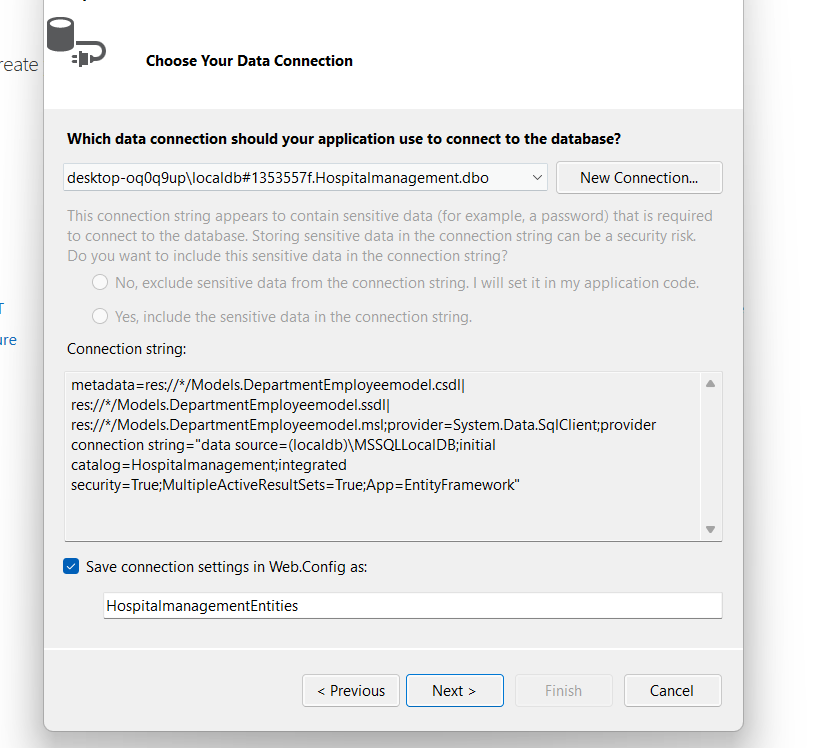 reate
Choose Your Data Connection
Which data connection should your application use to connect to the database?
desktop-oq0q9up\localdb#1353557f.Hospitalmanagement.dbo
New Connection...
This connection string appears to contain sensitive data (for example, a password) that is required
to connect to the database. Storing sensitive data in the connection string can be a security risk.
Do you want to include this sensitive data in the connection string?
No, exclude sensitive data from the connection string. I will set it in my application code.
T
Yes, include the sensitive data in the connection string.
ure
Connection string:
metadata=res://*/Models.DepartmentEmployeemodel.csdl|
res://*/Models.DepartmentEmployeemodel.ssdl|
res://*/Models.DepartmentEmployeemodel.msl;provider=System.Data.SqlClient;provider
connection string="data source=(localdb)\MSSQLLocalDB;initial
catalog=Hospitalmanagement;integrated
security=True;MultipleActiveResultSets=True;App=EntityFramework"
Save connection settings in Web.Config as:
HospitalmanagementEntities
< Previous
Next >
Finish
Cancel